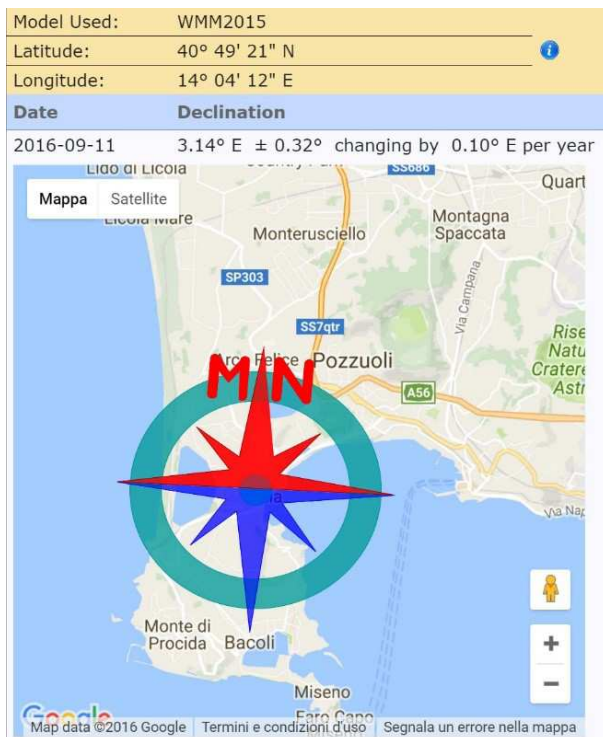 Model Used: WMM2015
Latitude: 40° 49' 21" N
Longitude: 14° 04' 12" E
Date Declination
2016-09-11 3.14° E ± 0.32° changing by 0.10° E per year
Lido di Licola
SS686
Quart
Mappa Satellite
Licola Mare
Montagna
Spaccata
Monterusciello
SP303
Via Campana
SS7qtr
Rise
Natu
Cratere
Astr
Arco Felice Pozzuoli
MN
A56
Via Nap
Monte di
Procida
Bacoli
Miseno
Faro Capo
Google
Map data ©2016 Google Termini e condizioni d'uso Segnala un errore nella mappa